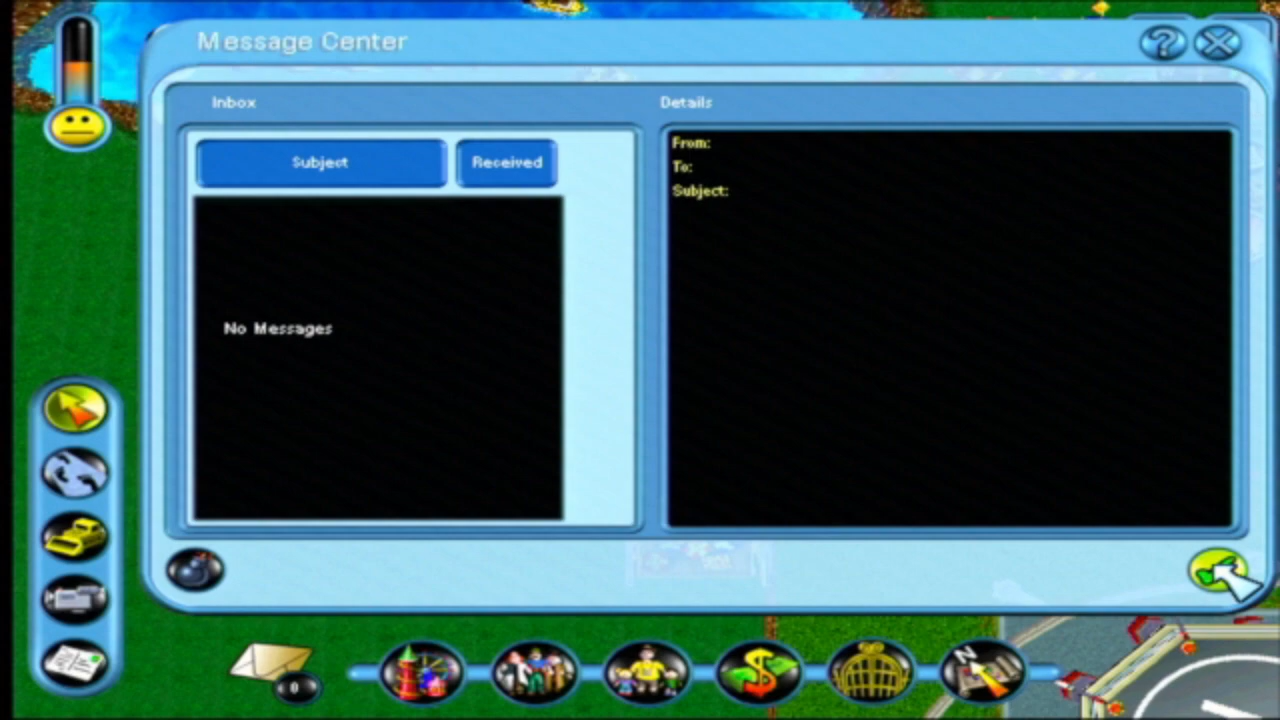 Message Center
?
Inbox
Details
Subject
Received
From:
To:
Subject:
No Messages
0
N